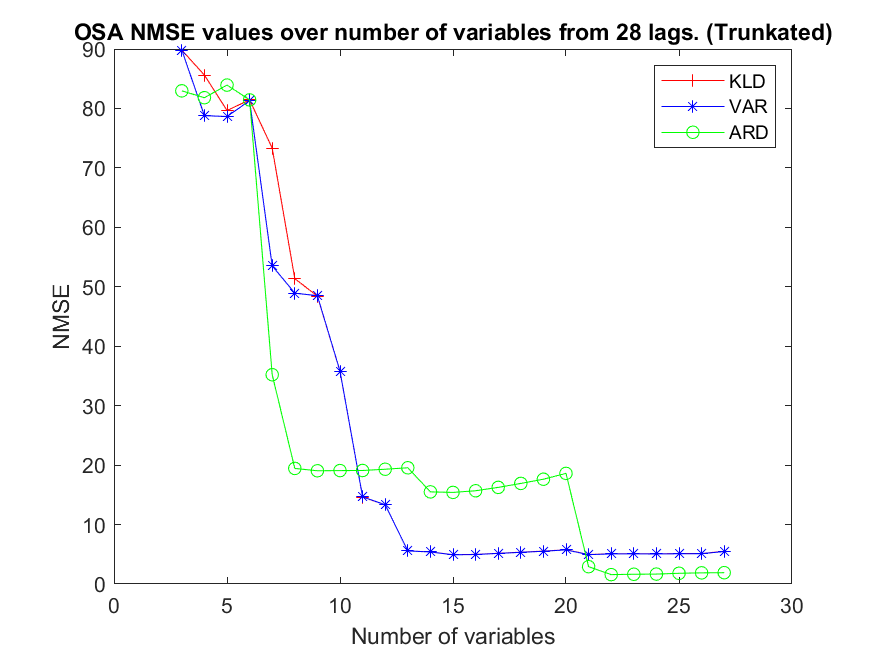 OSA NMSE values over number of variables from 28 lags. (Trunkated)
90
80
70
60
50
40
30
20
10
0
NMSE
KLD
VAR
ARD
0 5 10 15 20 25 30
Number of variables